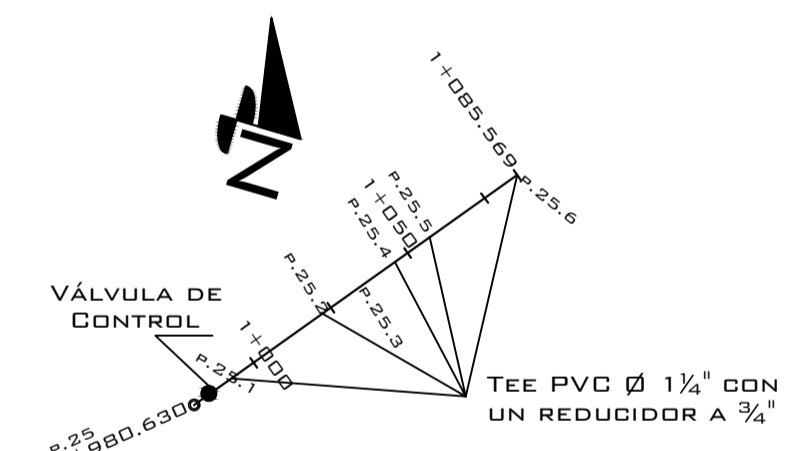 N
1+085.569
P.25.6
P.25.5
1+050
P.25.4
P.25.2
P.25.3
VÁLVULA DE
CONTROL
1+000
P.25.1
P.25
980.630
TEE PVC Ø 1¼" CON
UN REDUCIDOR A ¾"